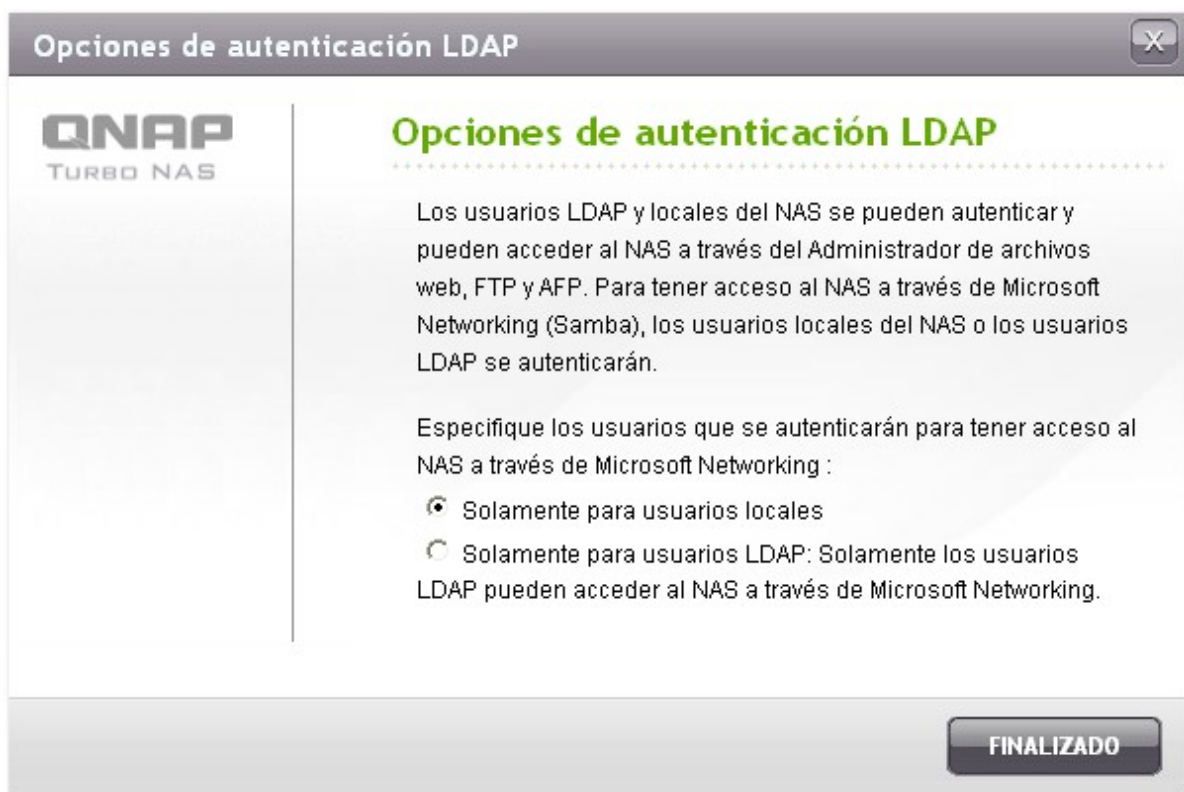 Opciones de autenticación LDAP
X
QNAP
TURBO NAS
Opciones de autenticación LDAP
Los usuarios LDAP y locales del NAS se pueden autenticar y
pueden acceder al NAS a través del Administrador de archivos
web, FTP y AFP. Para tener acceso al NAS a través de Microsoft
Networking (Samba), los usuarios locales del NAS o los usuarios
LDAP se autenticarán.
Especifique los usuarios que se autenticarán para tener acceso al
NAS a través de Microsoft Networking :
Solamente para usuarios locales
Solamente para usuarios LDAP: Solamente los usuarios
LDAP pueden acceder al NAS a través de Microsoft Networking.
FINALIZADO